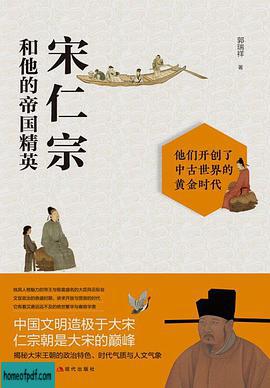 郭瑞祥 著
宋仁宗
和他的帝国精英
他们开创了
中古世界的
黄金时代
中国文明造极于大宋
仁宗朝是大宋的巅峰
揭秘大宋王朝的政治特色、时代气质与人文气象
现代出版社
homeofpdf.com